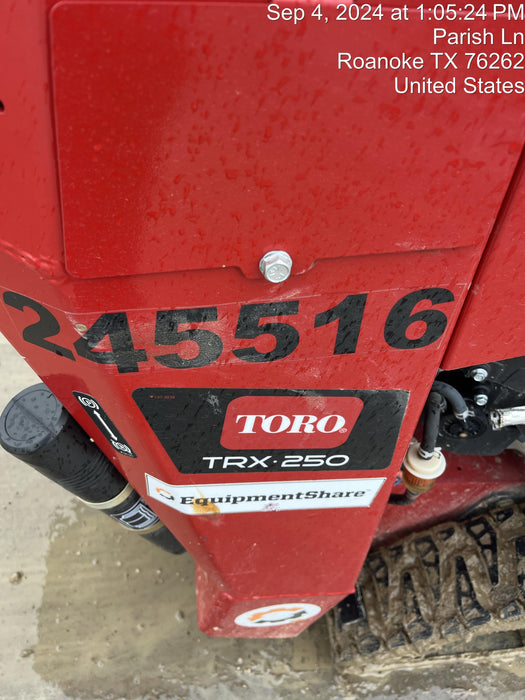 Sep 4, 2024 at 1:05:24 PM
Parish Ln
Roanoke TX 76262
United States
245516
TORO®
TRX·250
EquipmentShare